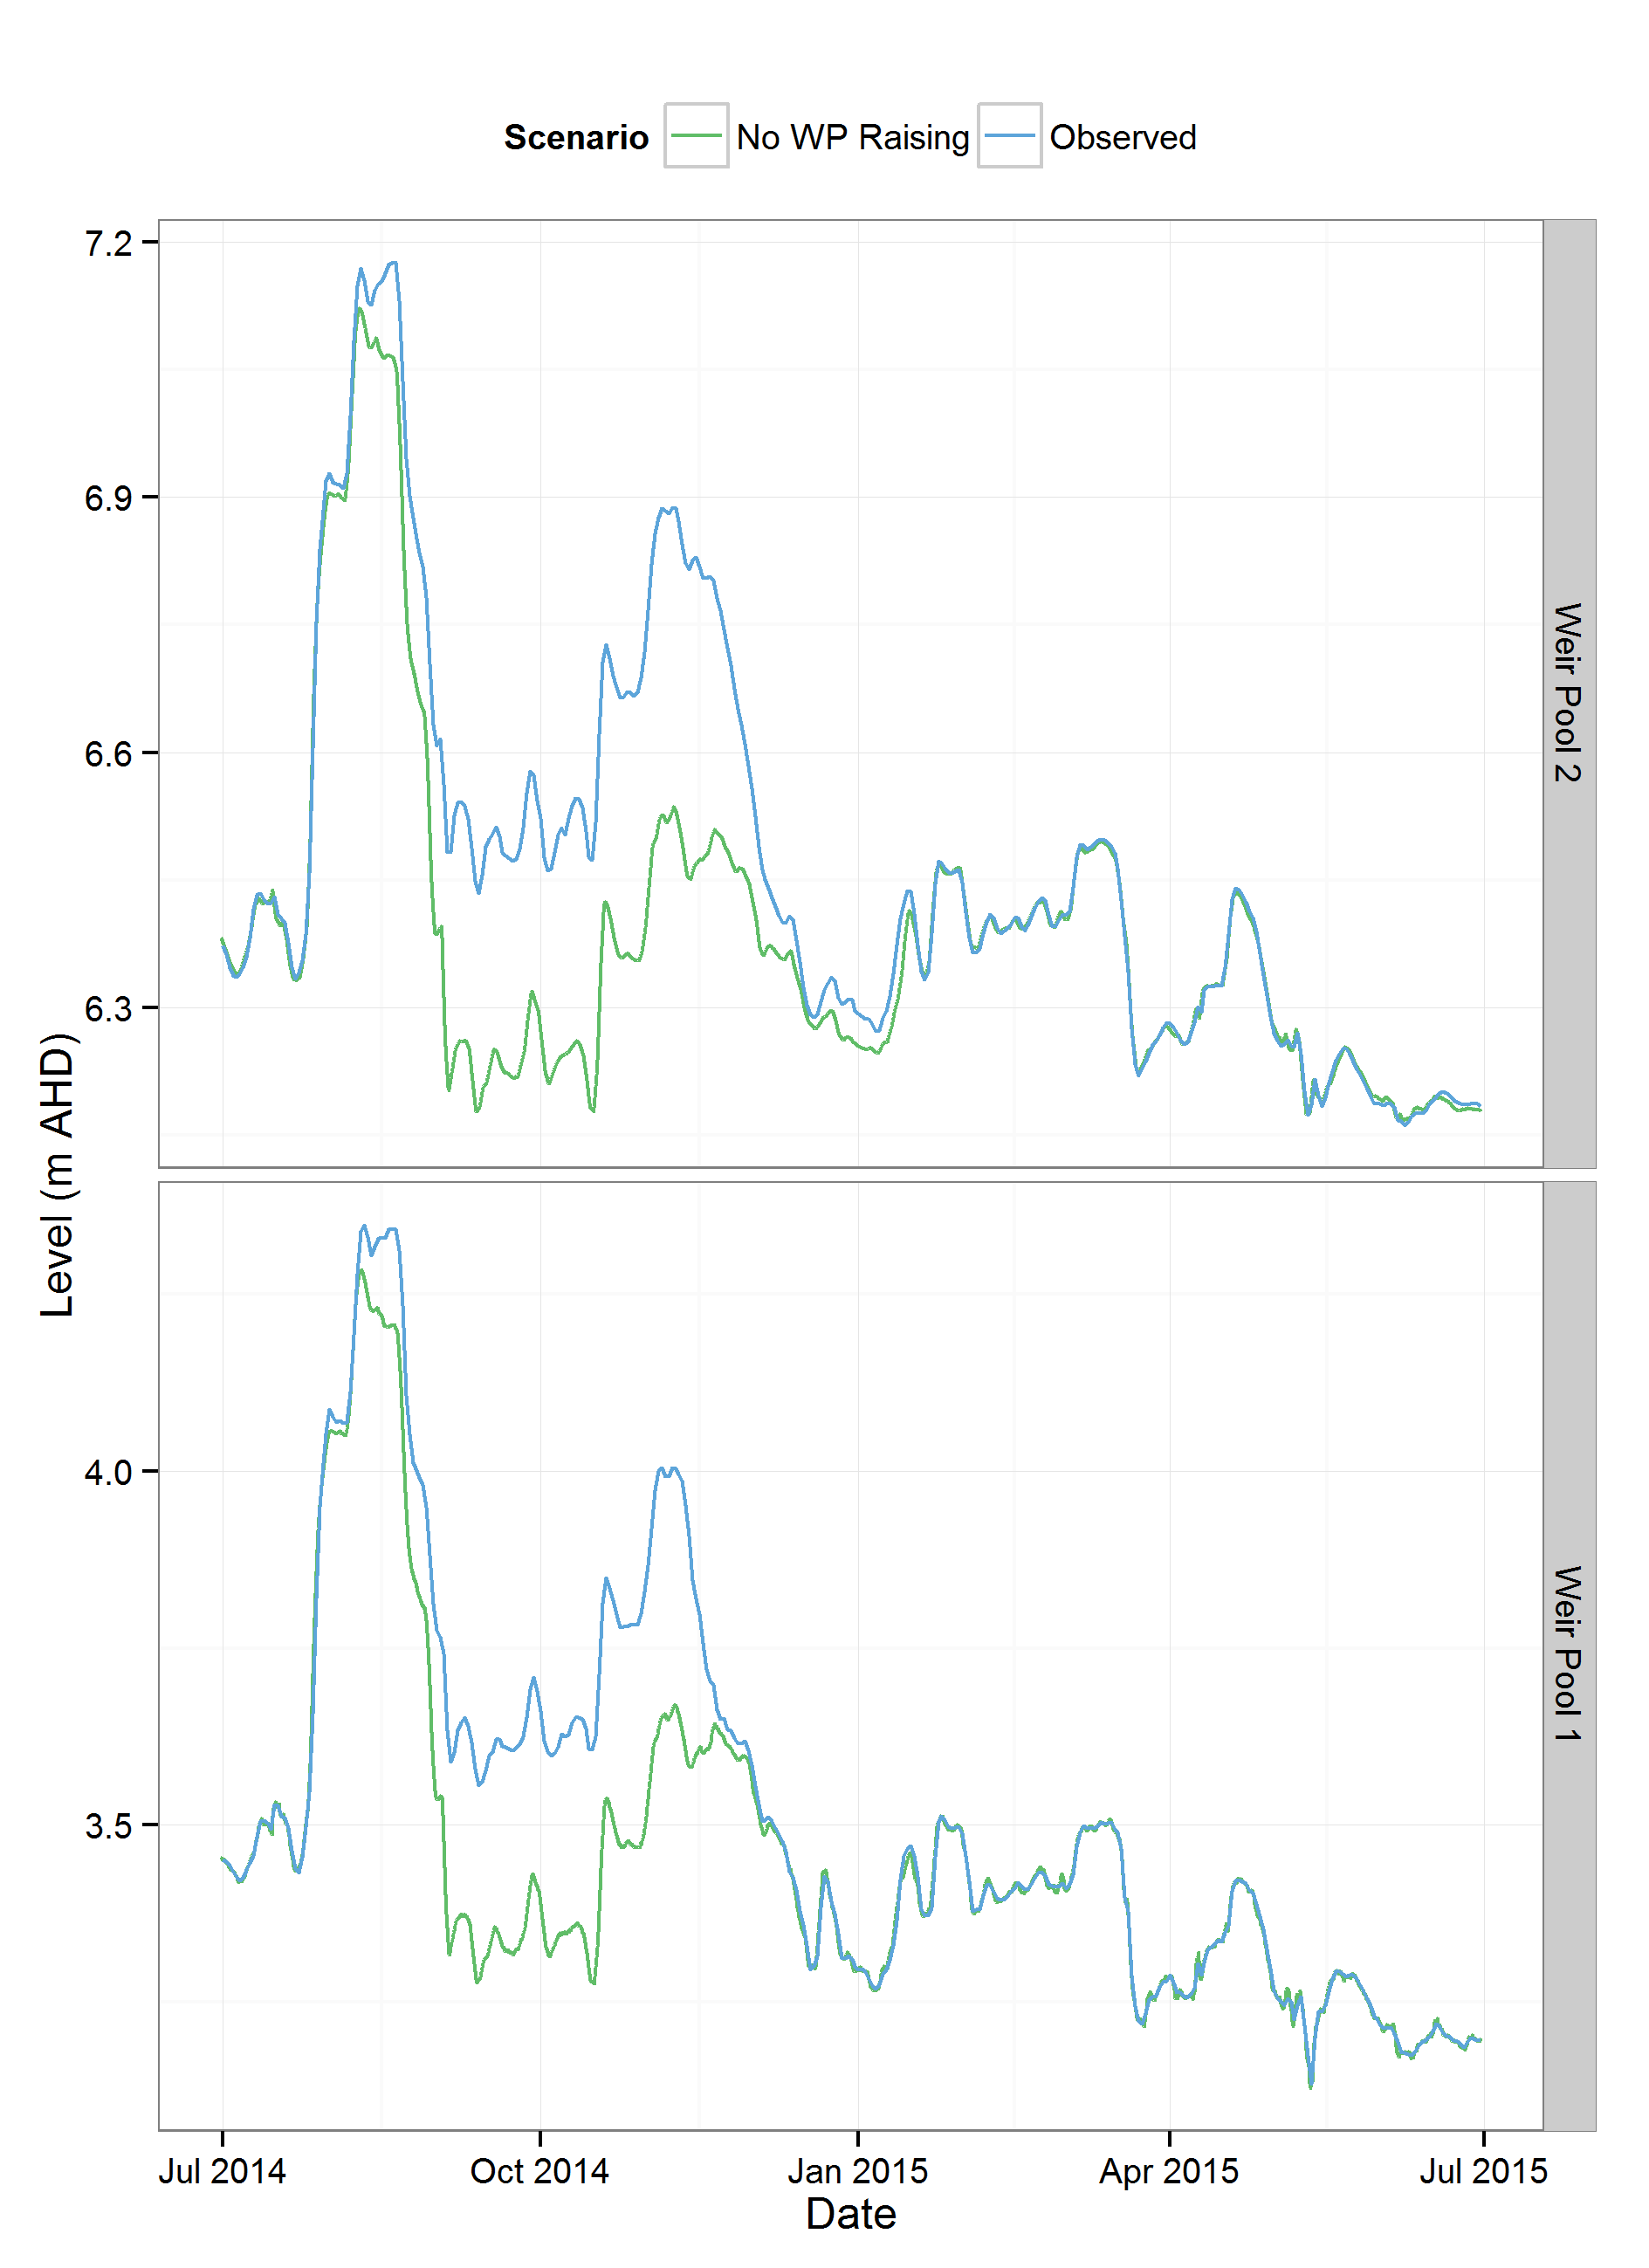 Scenario No WP Raising Observed
7.2
6.9
6.6
6.3
Weir Pool 2
Level (m AHD)
4.0
3.5
Weir Pool 1
Jul 2014 Oct 2014 Jan 2015 Apr 2015 Jul 2015
Date